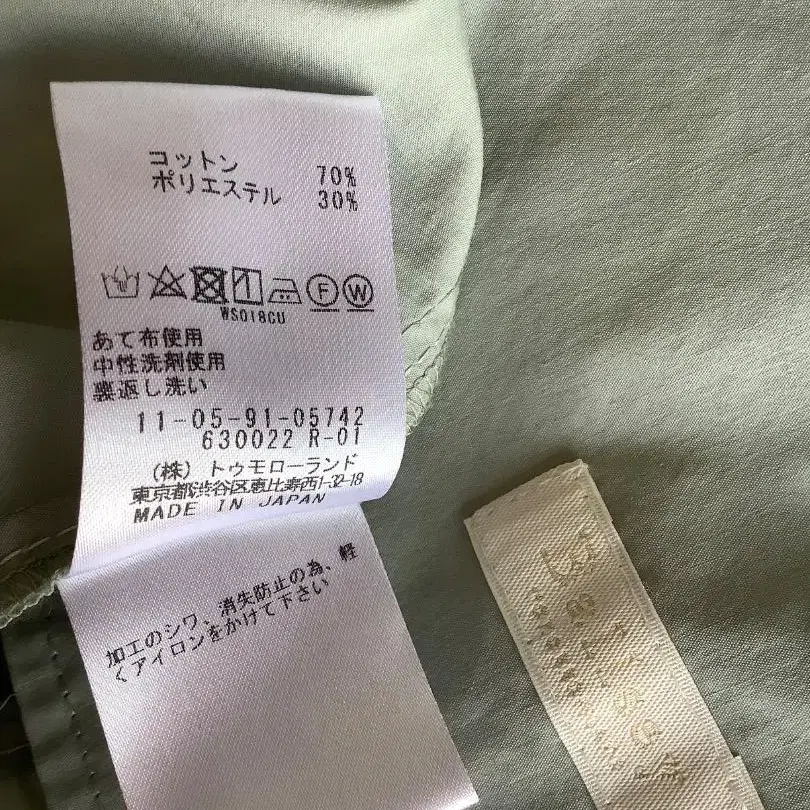 コットン 70%
ポリエステル 30%
F W
WS018CU
あて布使用
中性洗剤使用
裏返し洗い
11-05-91-05742
630022 R-01
(株) トゥモローランド
東京都渋谷区恵比寿西1-32-18
MADE IN JAPAN
加工のシワ、消失防止の為、軽
くアイロンをかけて下さい